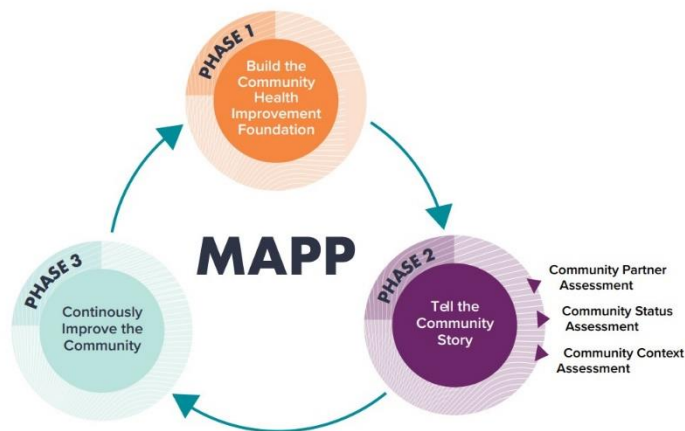 PHASE 1
Build the
Community
Health
Improvement
Foundation
MAPP
PHASE 2
Tell the
Community
Story
Community Partner
Assessment
Community Status
Assessment
Community Context
Assessment
PHASE 3
Continously
Improve the
Community